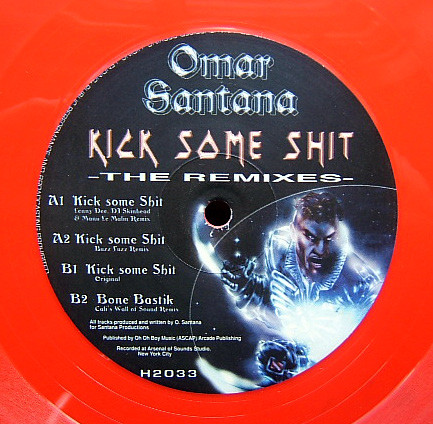 Omar
Santana
KICK SOME SHIT
-THE REMIXES-
A1 Kick some Shit
Lenny Dee, DJ Skinhead
& Manu Le Malin Remix
A2 Kick some Shit
Buzz Fuzz Remix
B1 Kick some Shit
Original
B2 Bone Bastik
Cali's Wall of Sound Remix
All tracks produced and written by O. Santana
for Santana Productions
Published by Oh Oh Boy Music (ASCAP) Arcade Publishing
Recorded at Arsenal of Sounds Studio,
New York City
H2033